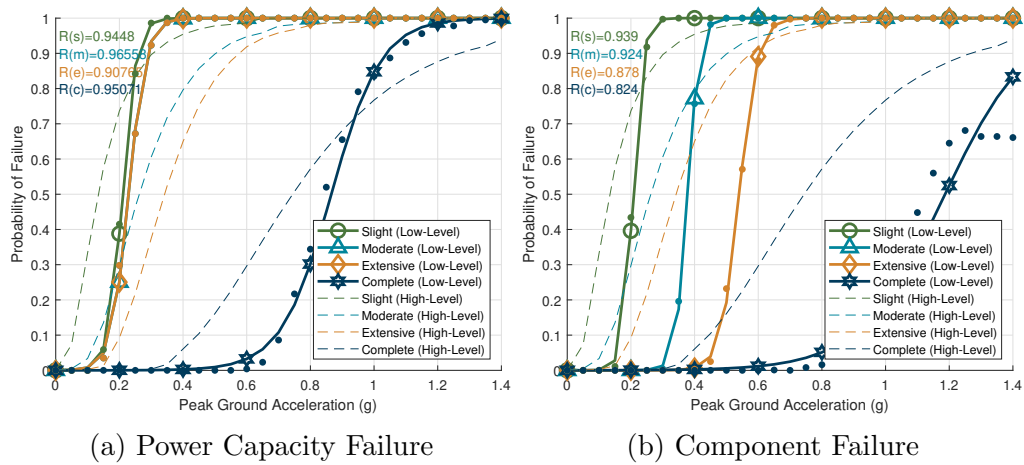 1
0.9
0.8
0.7
0.6
0.5
0.4
0.3
0.2
0.1
0
Probability of Failure
R(s)=0.9448
R(m)=0.96558
R(e)=0.90765
R(c)=0.95071
Slight (Low-Level)
Moderate (Low-Level)
Extensive (Low-Level)
Complete (Low-Level)
Slight (High-Level)
Moderate (High-Level)
Extensive (High-Level)
Complete (High-Level)
0 0.2 0.4 0.6 0.8 1 1.2 1.4
Peak Ground Acceleration (g)
(a) Power Capacity Failure
1
0.9
0.8
0.7
0.6
0.5
0.4
0.3
0.2
0.1
0
Probability of Failure
R(s)=0.939
R(m)=0.924
R(e)=0.878
R(c)=0.824
Slight (Low-Level)
Moderate (Low-Level)
Extensive (Low-Level)
Complete (Low-Level)
Slight (High-Level)
Moderate (High-Level)
Extensive (High-Level)
Complete (High-Level)
0 0.2 0.4 0.6 0.8 1 1.2 1.4
Peak Ground Acceleration (g)
(b) Component Failure